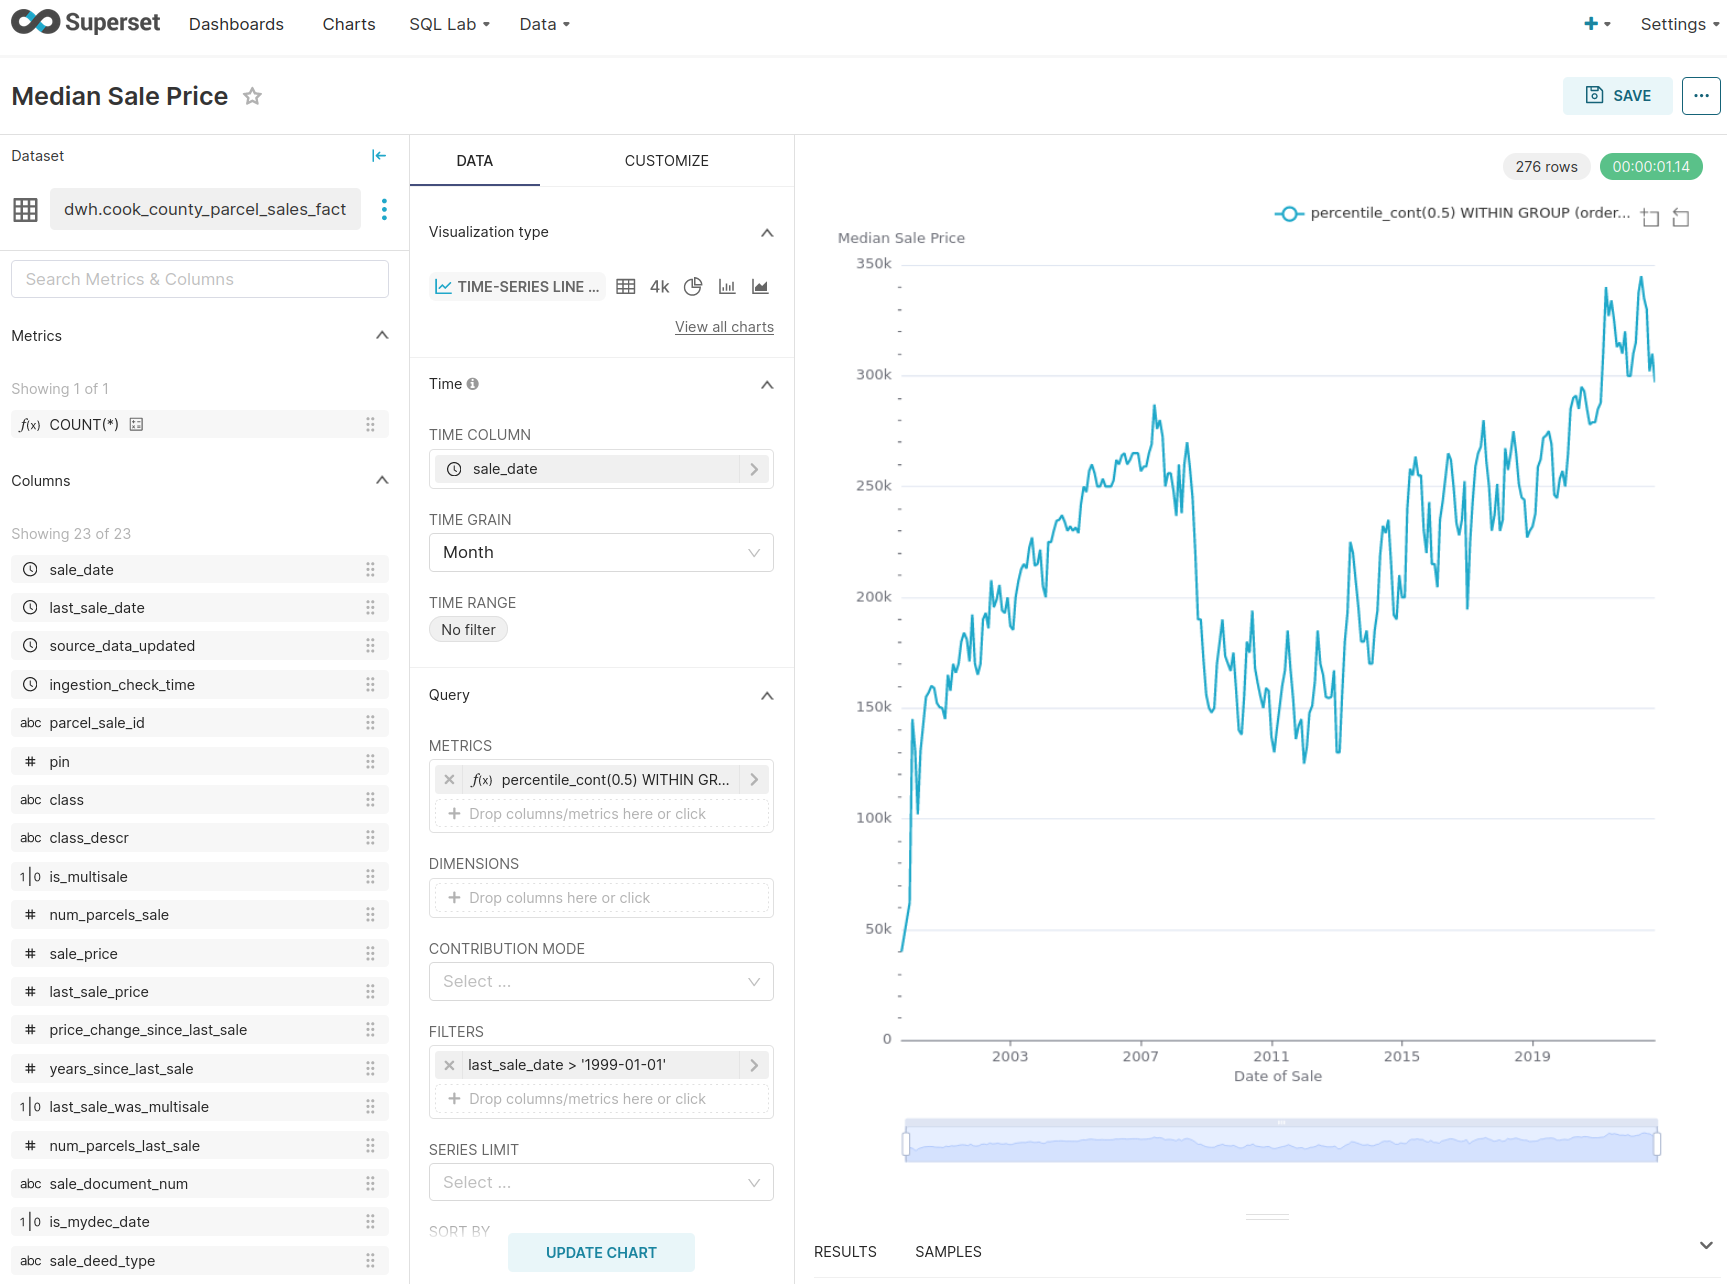 Superset Dashboards Charts SQL Lab Data Settings
Median Sale Price SAVE
Dataset
dwh.cook_county_parcel_sales_fact
Search Metrics & Columns
Metrics
Showing 1 of 1
f(x) COUNT(*)
Columns
Showing 23 of 23
sale_date
last_sale_date
source_data_updated
ingestion_check_time
abc parcel_sale_id
# pin
abc class
abc class_descr
1|0 is_multisale
# num_parcels_sale
# sale_price
# last_sale_price
# price_change_since_last_sale
# years_since_last_sale
1|0 last_sale_was_multisale
# num_parcels_last_sale
abc sale_document_num
1|0 is_mydec_date
abc sale_deed_type
DATA CUSTOMIZE
Visualization type
TIME-SERIES LINE ... 4k
View all charts
Time
TIME COLUMN
sale_date
TIME GRAIN
Month
TIME RANGE
No filter
Query
METRICS
f(x) percentile_cont(0.5) WITHIN GR...
+ Drop columns/metrics here or click
DIMENSIONS
+ Drop columns here or click
CONTRIBUTION MODE
Select ...
FILTERS
last_sale_date > '1999-01-01'
+ Drop columns/metrics here or click
SERIES LIMIT
Select ...
SORT BY
UPDATE CHART
276 rows 00:00:01.14
percentile_cont(0.5) WITHIN GROUP (order...
Median Sale Price
350k
300k
250k
200k
150k
100k
50k
0
2003 2007 2011 2015 2019
Date of Sale
RESULTS SAMPLES